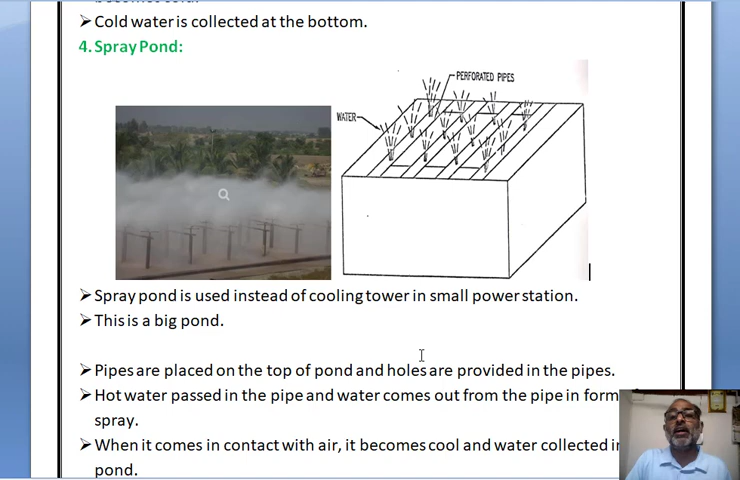 ➢ Cold water is collected at the bottom.
4. Spray Pond:
PERFORATED PIPES
WATER
➢ Spray pond is used instead of cooling tower in small power station.
➢ This is a big pond.
➢ Pipes are placed on the top of pond and holes are provided in the pipes.
➢ Hot water passed in the pipe and water comes out from the pipe in form
spray.
➢ When it comes in contact with air, it becomes cool and water collected i
pond.